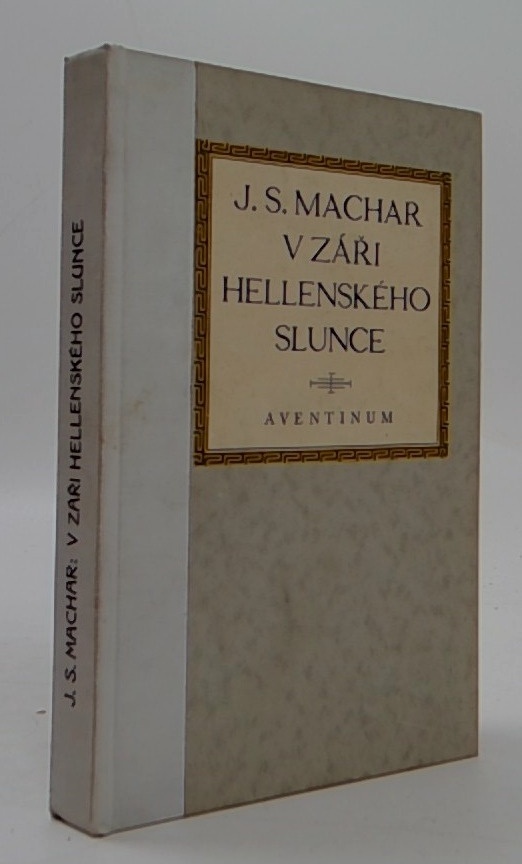 J. S. MACHAR
V ZÁŘI
HELLENSKÉHO
SLUNCE
AVENTINUM
J. S. MACHAR: V ZÁŘI HELLENSKÉHO SLUNCE